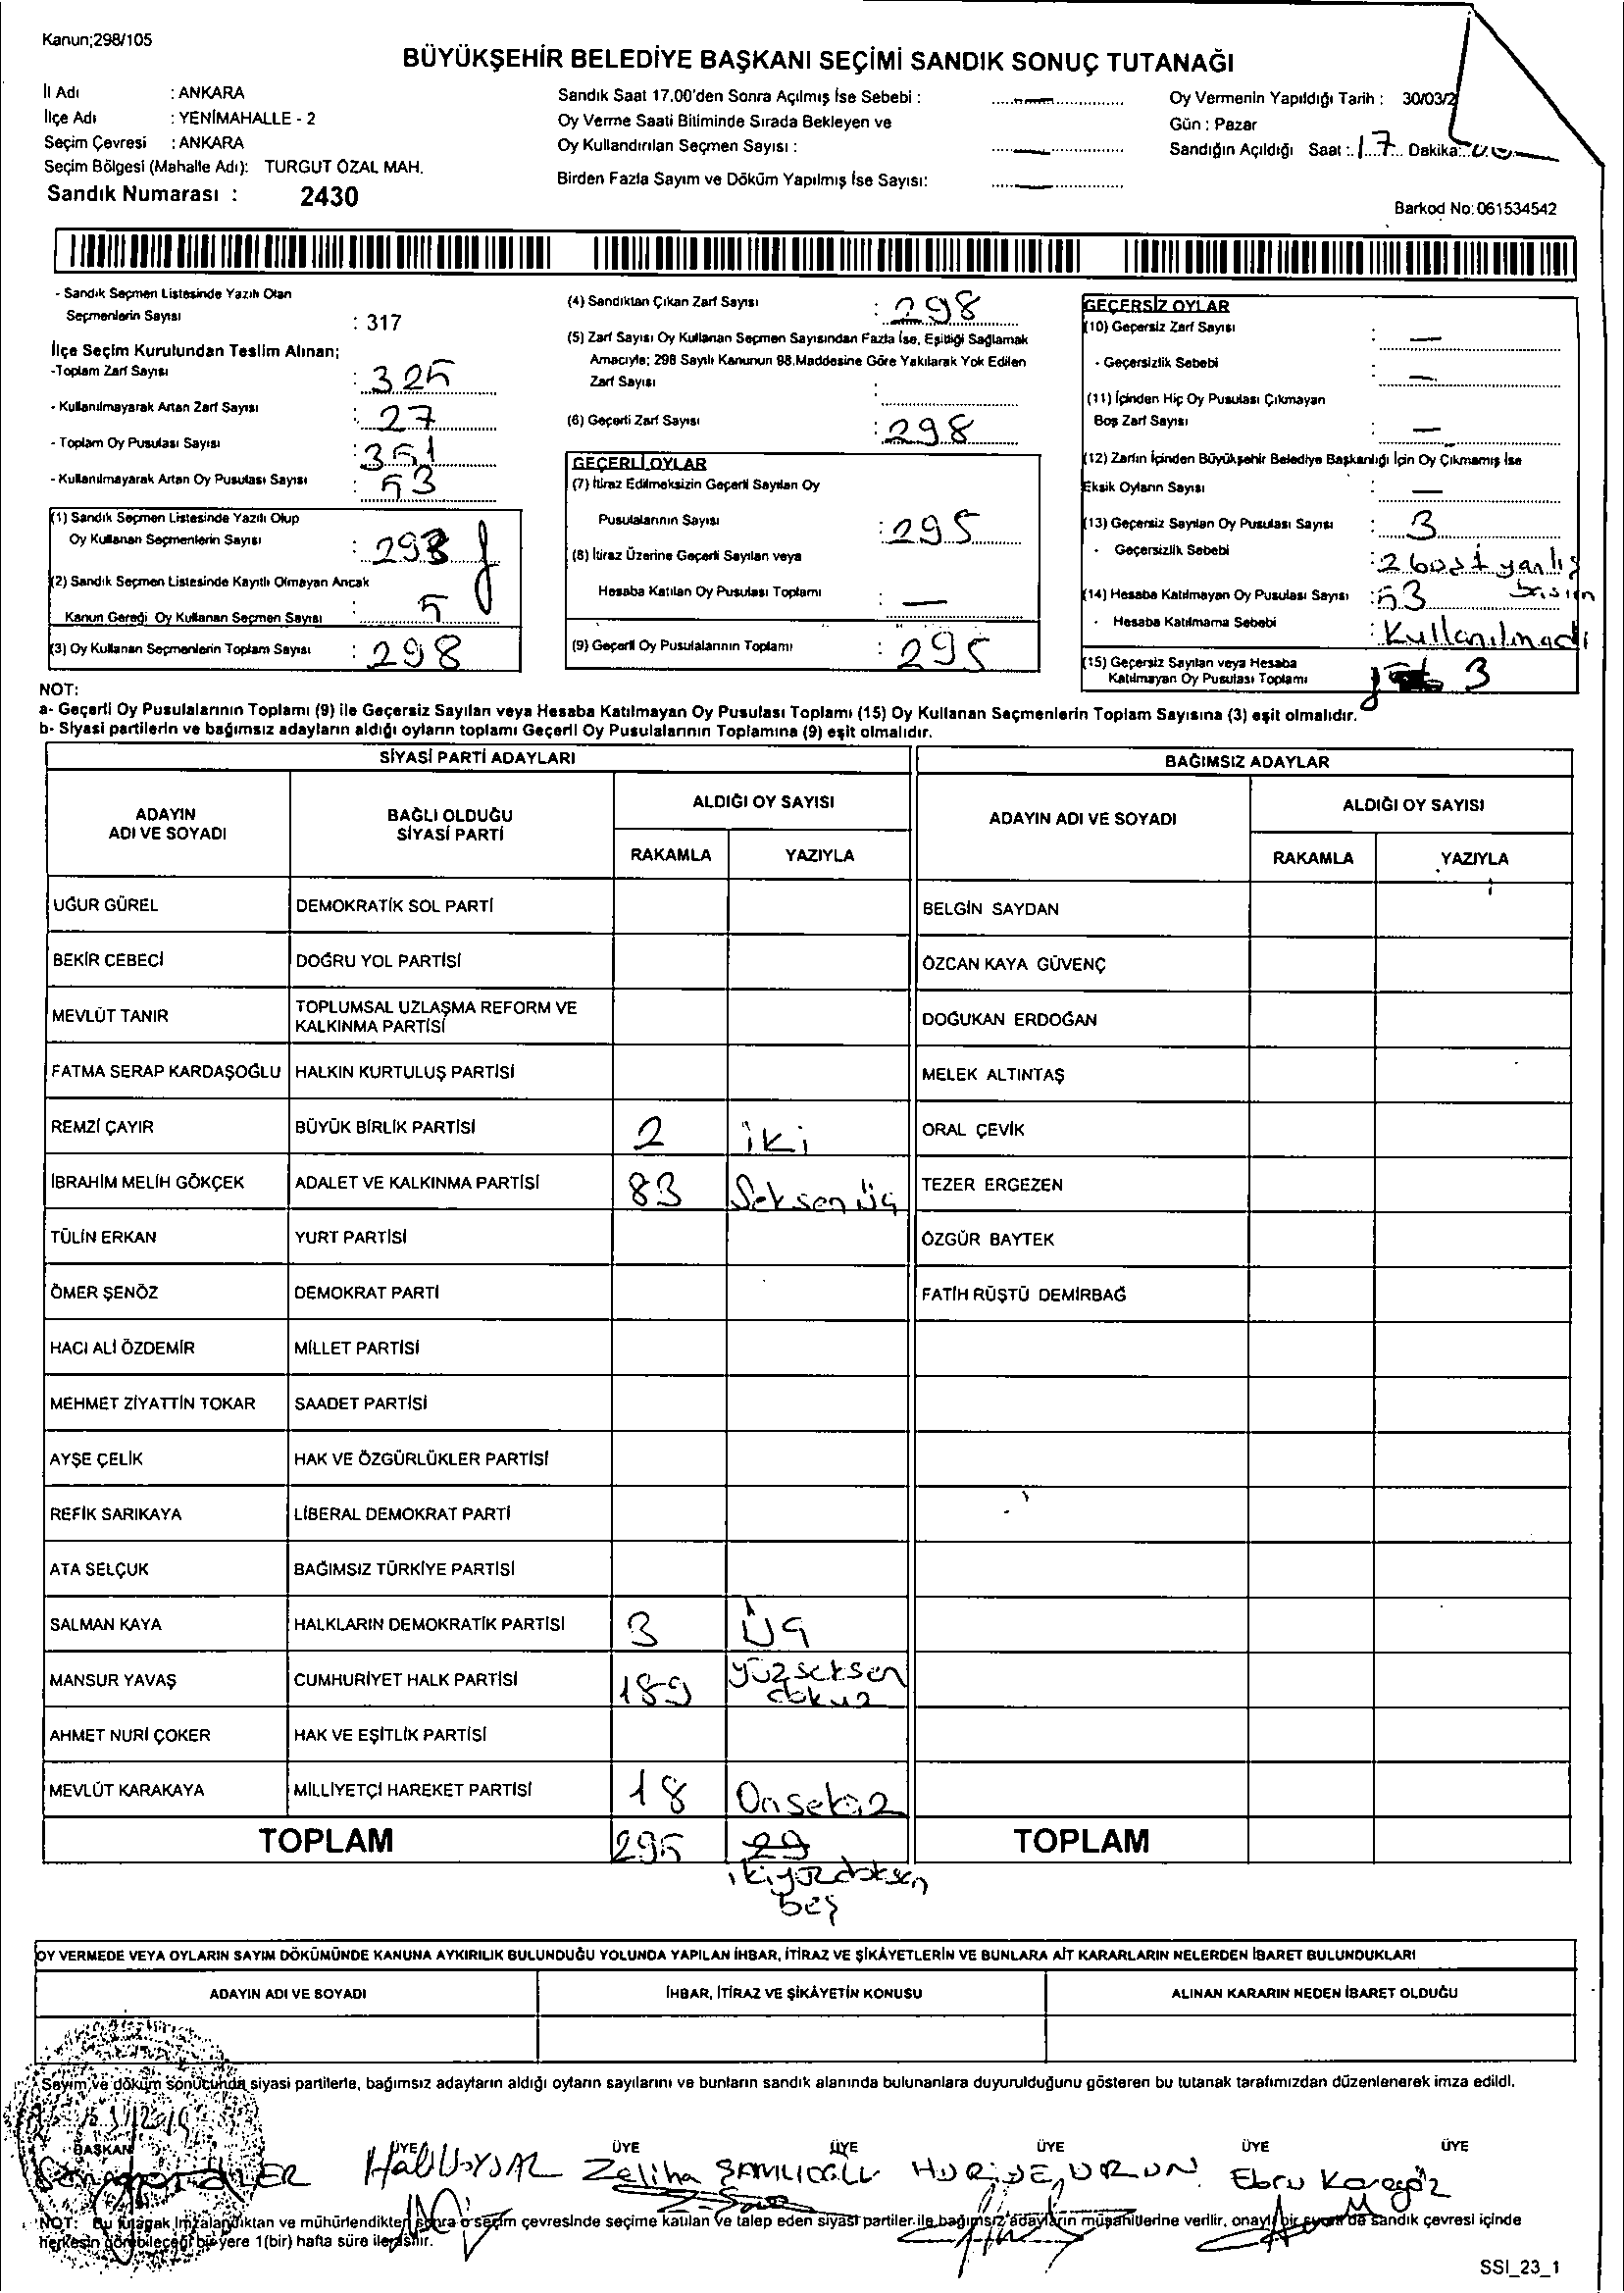 Kanun;298/105
BÜYÜKŞEHİR BELEDİYE BAŞKANI SEÇİMİ SANDIK SONUÇ TUTANAĞI
İl Adı : ANKARA
İlçe Adı : YENİMAHALLE - 2
Seçim Çevresi : ANKARA
Seçim Bölgesi (Mahalle Adı): TURGUT ÖZAL MAH.
Sandık Numarası : 2430
Sandık Saat 17.00'den Sonra Açılmış İse Sebebi : —
Oy Verme Saati Bitiminde Sırada Bekleyen ve
Oy Kullandırılan Seçmen Sayısı : —
Birden Fazla Sayım ve Döküm Yapılmış İse Sayısı: —
Oy Vermenin Yapıldığı Tarih : 30/03/2
Gün : Pazar
Sandığın Açıldığı Saat : 17 Dakika:
Barkod No: 061534542
- Sandık Seçmen Listesinde Yazılı Olan
Seçmenlerin Sayısı : 317
İlçe Seçim Kurulundan Teslim Alınan;
-Toplam Zarf Sayısı : 325
- Kullanılmayarak Artan Zarf Sayısı : 27
- Toplam Oy Pusulası Sayısı : 351
- Kullanılmayarak Artan Oy Pusulası Sayısı : 53
(1) Sandık Seçmen Listesinde Yazılı Olup
Oy Kullanan Seçmenlerin Sayısı : 293
(2) Sandık Seçmen Listesinde Kayıtlı Olmayan Ancak
Kanun Gereği Oy Kullanan Seçmen Sayısı : 5
(3) Oy Kullanan Seçmenlerin Toplam Sayısı : 298
(4) Sandıktan Çıkan Zarf Sayısı : 298
(5) Zarf Sayısı Oy Kullanan Seçmen Sayısından Fazla İse, Eşitliği Sağlamak
Amacıyla; 298 Sayılı Kanunun 98.Maddesine Göre Yakılarak Yok Edilen
Zarf Sayısı :
(6) Geçerli Zarf Sayısı : 298
GEÇERLİ OYLAR
(7) İtiraz Edilmeksizin Geçerli Sayılan Oy
Pusulalarının Sayısı : 295
(8) İtiraz Üzerine Geçerli Sayılan veya
Hesaba Katılan Oy Pusulası Toplamı : —
(9) Geçerli Oy Pusulalarının Toplamı : 295
GEÇERSİZ OYLAR
(10) Geçersiz Zarf Sayısı : —
- Geçersizlik Sebebi : —
(11) İçinden Hiç Oy Pusulası Çıkmayan
Boş Zarf Sayısı : —
(12) Zarfın İçinden Büyükşehir Belediye Başkanlığı İçin Oy Çıkmamış İse
Eksik Oyların Sayısı : —
(13) Geçersiz Sayılan Oy Pusulası Sayısı : 3
- Geçersizlik Sebebi : 2 boş 1 yanlış
basım
(14) Hesaba Katılmayan Oy Pusulası Sayısı : 53
- Hesaba Katılmama Sebebi : Kullanılmadı
(15) Geçersiz Sayılan veya Hesaba
Katılmayan Oy Pusulası Toplamı 3
NOT:
a- Geçerli Oy Pusulalarının Toplamı (9) ile Geçersiz Sayılan veya Hesaba Katılmayan Oy Pusulası Toplamı (15) Oy Kullanan Seçmenlerin Toplam Sayısına (3) eşit olmalıdır.
b- Siyasi partilerin ve bağımsız adayların aldığı oyların toplamı Geçerli Oy Pusulalarının Toplamına (9) eşit olmalıdır.
SİYASİ PARTİ ADAYLARI BAĞIMSIZ ADAYLAR
ADAYIN ADI VE SOYADI BAĞLI OLDUĞU SİYASİ PARTİ ALDIĞI OY SAYISI ADAYIN ADI VE SOYADI ALDIĞI OY SAYISI
RAKAMLA YAZIYLA RAKAMLA YAZIYLA
UĞUR GÜREL DEMOKRATİK SOL PARTİ BELGİN SAYDAN
BEKİR CEBECİ DOĞRU YOL PARTİSİ ÖZCAN KAYA GÜVENÇ
MEVLÜT TANIR TOPLUMSAL UZLAŞMA REFORM VE KALKINMA PARTİSİ DOĞUKAN ERDOĞAN
FATMA SERAP KARDAŞOĞLU HALKIN KURTULUŞ PARTİSİ MELEK ALTINTAŞ
REMZİ ÇAYIR BÜYÜK BİRLİK PARTİSİ 2 iki ORAL ÇEVİK
İBRAHİM MELİH GÖKÇEK ADALET VE KALKINMA PARTİSİ 83 Seksen üç TEZER ERGEZEN
TÜLİN ERKAN YURT PARTİSİ ÖZGÜR BAYTEK
ÖMER ŞENÖZ DEMOKRAT PARTİ FATİH RÜŞTÜ DEMİRBAĞ
HACI ALİ ÖZDEMİR MİLLET PARTİSİ
MEHMET ZİYATTİN TOKAR SAADET PARTİSİ
AYŞE ÇELİK HAK VE ÖZGÜRLÜKLER PARTİSİ
REFİK SARIKAYA LİBERAL DEMOKRAT PARTİ
ATA SELÇUK BAĞIMSIZ TÜRKİYE PARTİSİ
SALMAN KAYA HALKLARIN DEMOKRATİK PARTİSİ 3 Üç
MANSUR YAVAŞ CUMHURİYET HALK PARTİSİ 189 yüzseksen dokuz
AHMET NURİ ÇOKER HAK VE EŞİTLİK PARTİSİ
MEVLÜT KARAKAYA MİLLİYETÇİ HAREKET PARTİSİ 18 Onsekiz
TOPLAM 295 29 TOPLAM
ikiyüzdoksen
beş
OY VERMEDE VEYA OYLARIN SAYIM DÖKÜMÜNDE KANUNA AYKIRILIK BULUNDUĞU YOLUNDA YAPILAN İHBAR, İTİRAZ VE ŞİKÂYETLERİN VE BUNLARA AİT KARARLARIN NELERDEN İBARET BULUNDUKLARI
ADAYIN ADI VE SOYADI İHBAR, İTİRAZ VE ŞİKÂYETİN KONUSU ALINAN KARARIN NEDEN İBARET OLDUĞU
Sayım ve döküm sonucunda siyasi partilerle, bağımsız adayların aldığı oyların sayılarını ve bunların sandık alanında bulunanlara duyurulduğunu gösteren bu tutanak tarafımızdan düzenlenerek imza edildi.
BAŞKAN ÜYE ÜYE ÜYE ÜYE ÜYE ÜYE
Halil UYSAL Zeliha HURİYE URUN Ebru Karagöz
NOT: Bu tutanak İmzalandıktan ve mühürlendikten sonra o seçim çevresinde seçime katılan ve talep eden siyasi partiler ile bağımsız adayların müşahitlerine verilir, onaylı bir sureti de sandık çevresi içinde
herkesin görebileceği bir yere 1(bir) hafta süre ile asılır.
SSI_23_1